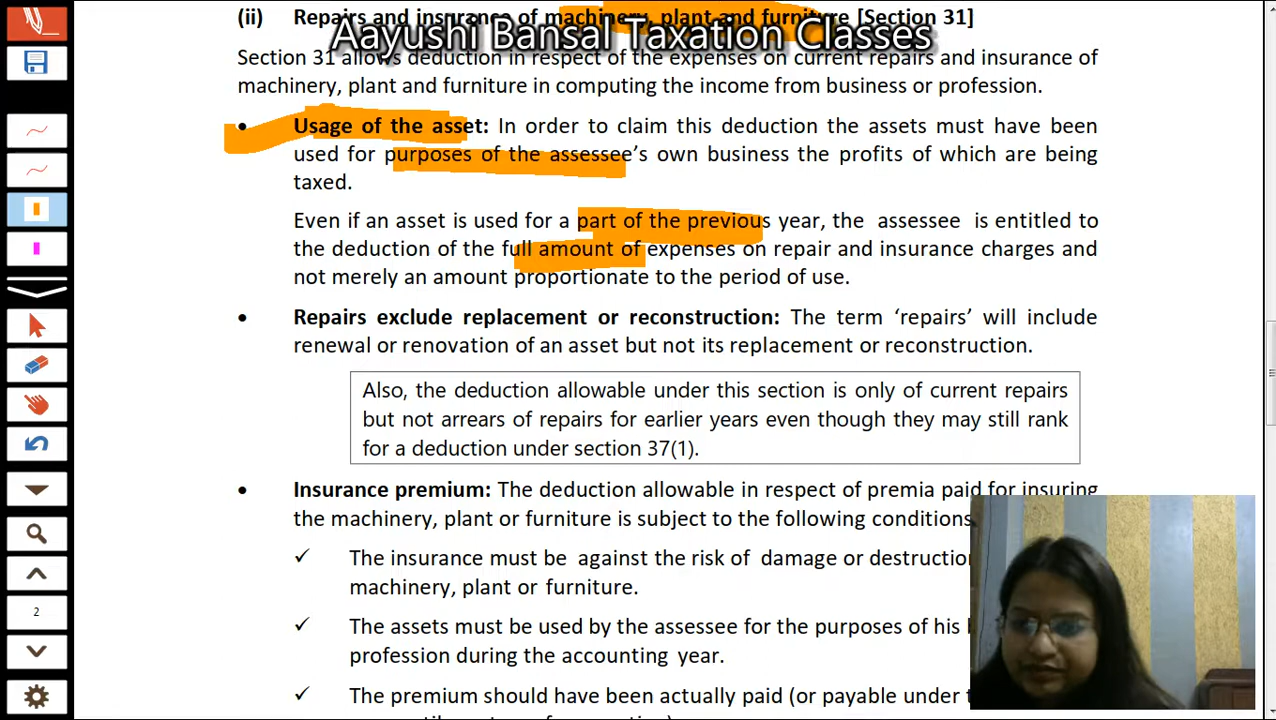 (ii) Repairs and insurance of machinery, plant and furniture [Section 31]
Aayushi Bansal Taxation Classes
Section 31 allows deduction in respect of the expenses on current repairs and insurance of
machinery, plant and furniture in computing the income from business or profession.
• Usage of the asset: In order to claim this deduction the assets must have been
used for purposes of the assessee's own business the profits of which are being
taxed.
Even if an asset is used for a part of the previous year, the assessee is entitled to
the deduction of the full amount of expenses on repair and insurance charges and
not merely an amount proportionate to the period of use.
• Repairs exclude replacement or reconstruction: The term ‘repairs’ will include
renewal or renovation of an asset but not its replacement or reconstruction.
Also, the deduction allowable under this section is only of current repairs
but not arrears of repairs for earlier years even though they may still rank
for a deduction under section 37(1).
• Insurance premium: The deduction allowable in respect of premia paid for insuring
the machinery, plant or furniture is subject to the following conditions
✓ The insurance must be against the risk of damage or destruction
machinery, plant or furniture.
✓ The assets must be used by the assessee for the purposes of his
profession during the accounting year.
✓ The premium should have been actually paid (or payable under
2